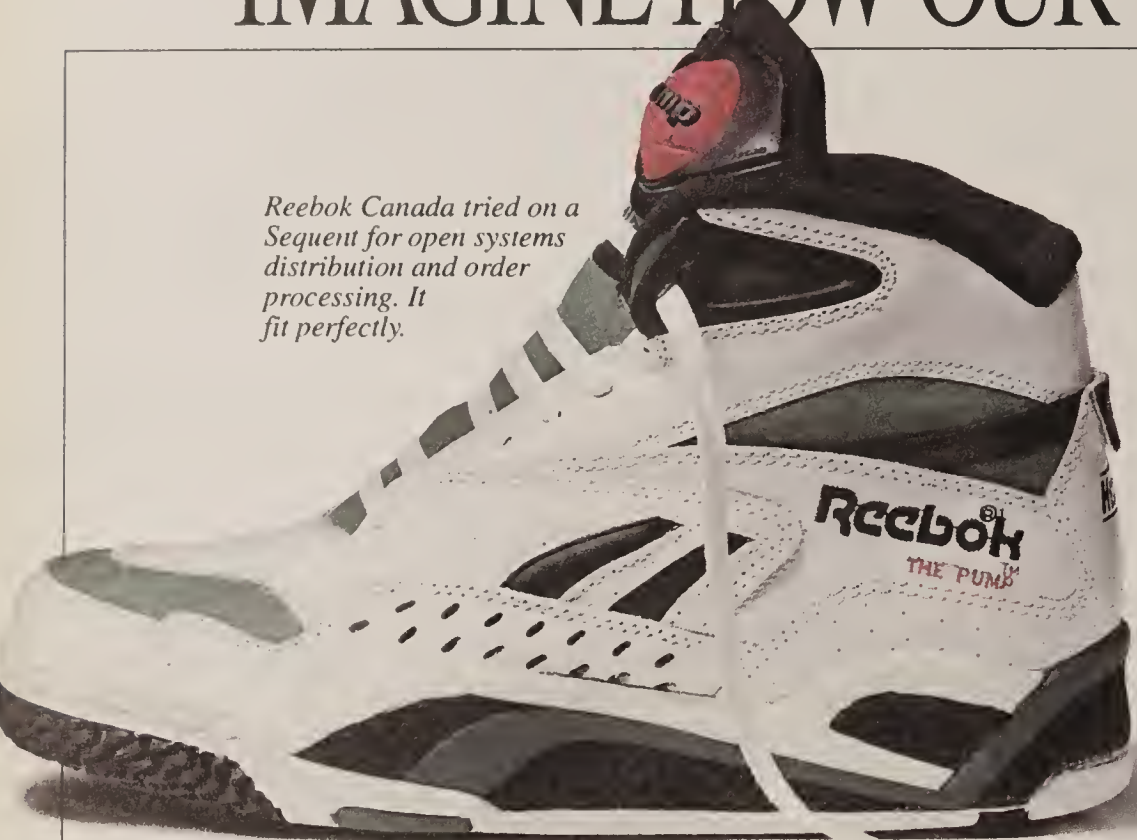 IMAGINE HOW OUR
Reebok Canada tried on a
Sequent for open systems
distribution and order
processing. It
fit perfectly.
Reebok®
THE PUMP™